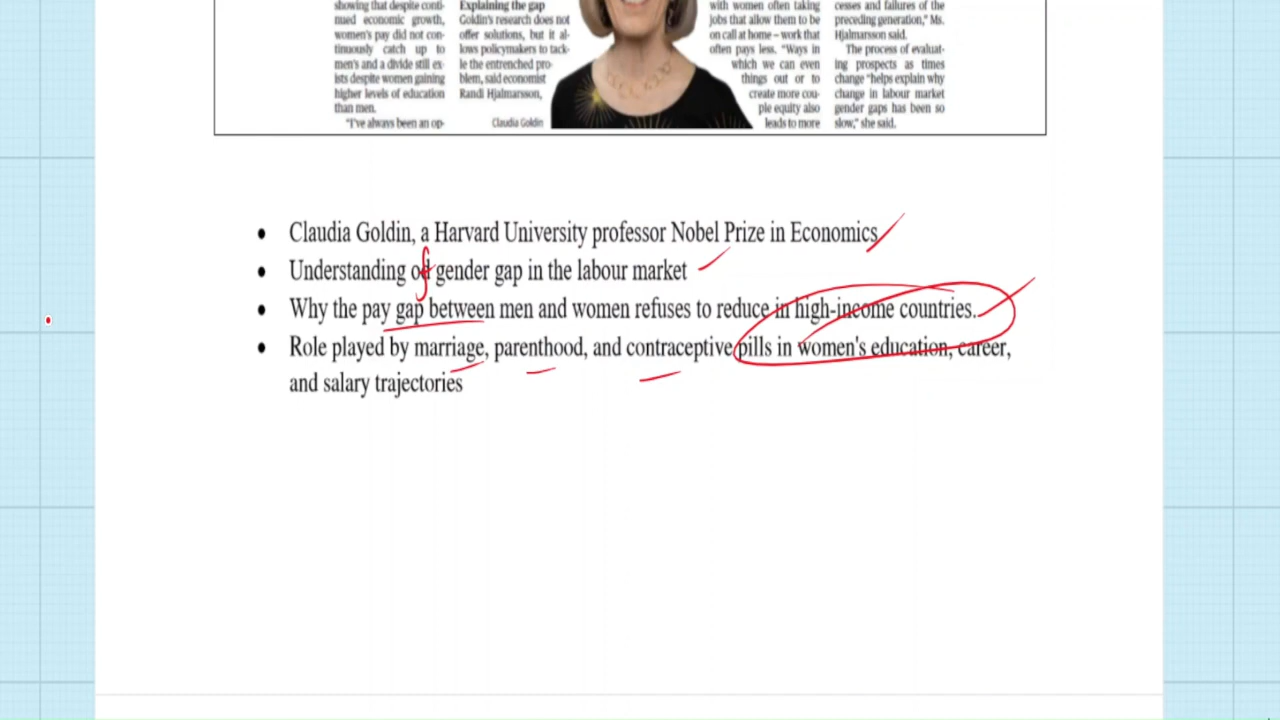 showing that despite conti-
nued economic growth,
women's pay did not con-
tinuously catch up to
men's and a divide still ex-
ists despite women gaining
higher levels of education
than men.
"I've always been an op-
Explaining the gap
Goldin's research does not
offer solutions, but it al-
lows policymakers to tack-
le the entrenched pro-
blem, said economist
Randi Hjalmarsson,
Claudia Goldin
with women often taking
jobs that allow them to be
on call at home – work that
often pays less. "Ways in
which we can even
things out or to
create more cou-
ple equity also
leads to more
cesses and failures of the
preceding generation," Ms.
Hjalmarsson said.
The process of evaluat-
ing prospects as times
change "helps explain why
change in labour market
gender gaps has been so
slow," she said.
• Claudia Goldin, a Harvard University professor Nobel Prize in Economics
• Understanding of gender gap in the labour market
• Why the pay gap between men and women refuses to reduce in high-income countries.
• Role played by marriage, parenthood, and contraceptive pills in women's education, career,
and salary trajectories